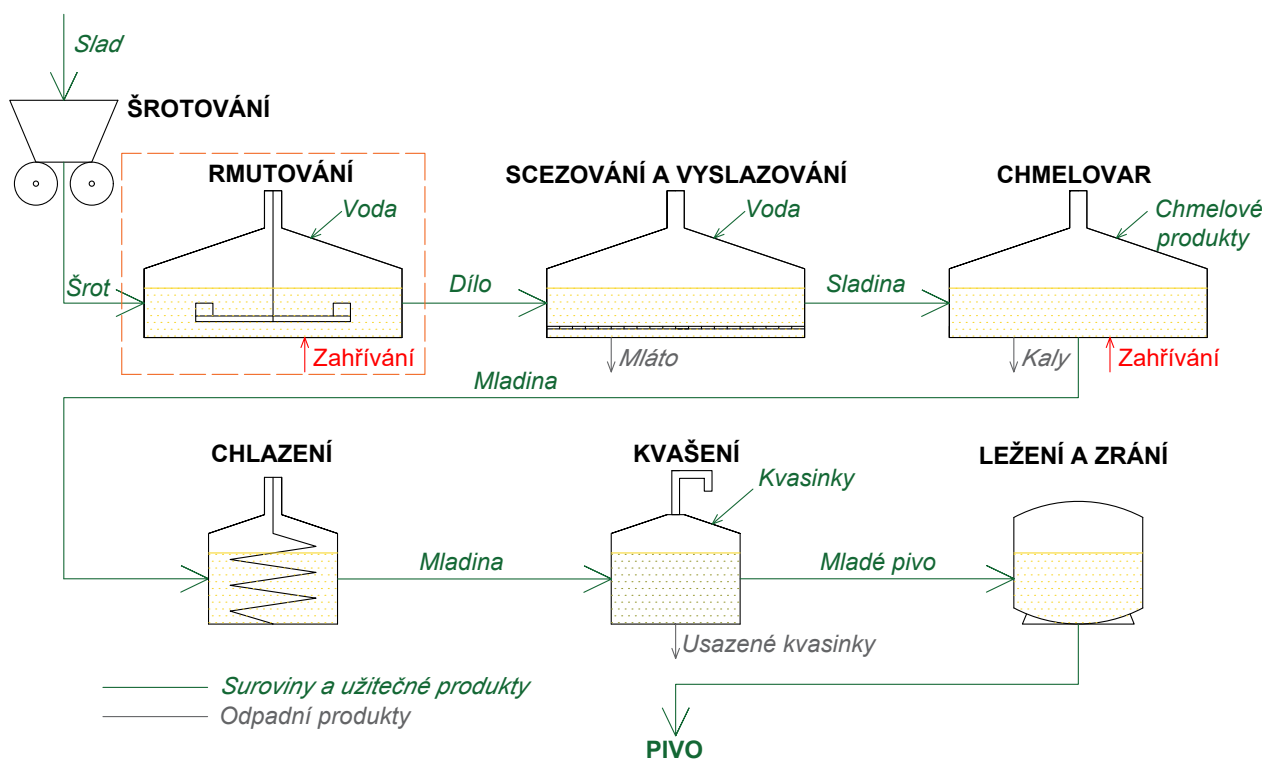 Slad
ŠROTOVÁNÍ
RMUTOVÁNÍ
SCEZOVÁNÍ A VYSLAZOVÁNÍ
CHMELOVAR
Voda
Voda
Chmelové
produkty
Šrot
Dílo
Sladina
Zahřívání
Mláto
Kaly
Zahřívání
Mladina
CHLAZENÍ
KVAŠENÍ
LEŽENÍ A ZRÁNÍ
Kvasinky
Mladina
Mladé pivo
Usazené kvasinky
Suroviny a užitečné produkty
Odpadní produkty
PIVO